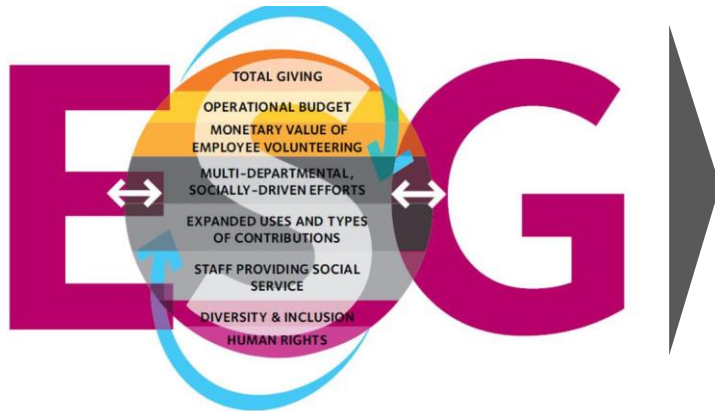 ESG
TOTAL GIVING
OPERATIONAL BUDGET
MONETARY VALUE OF
EMPLOYEE VOLUNTEERING
MULTI-DEPARTMENTAL,
SOCIALLY-DRIVEN EFFORTS
EXPANDED USES AND TYPES
OF CONTRIBUTIONS
STAFF PROVIDING SOCIAL
SERVICE
DIVERSITY & INCLUSION
HUMAN RIGHTS